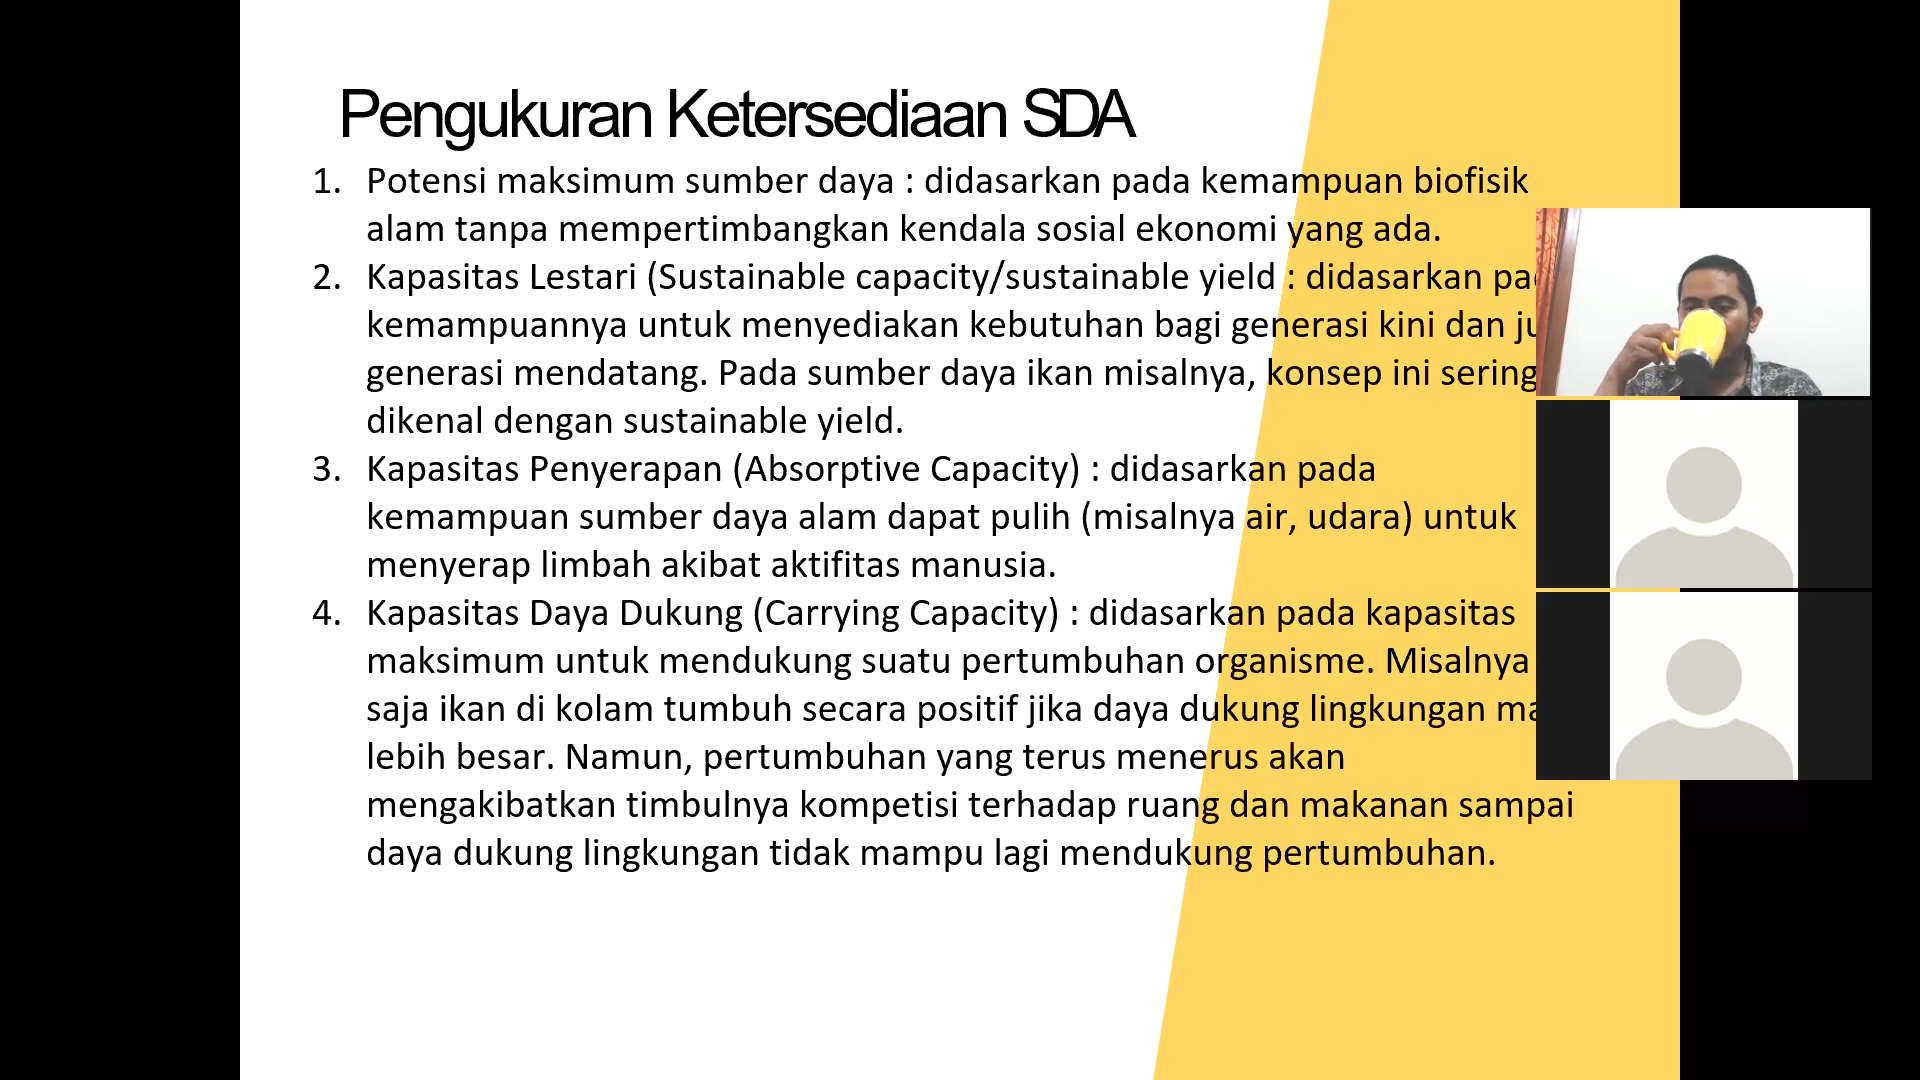 Pengukuran Ketersediaan SDA
1. Potensi maksimum sumber daya : didasarkan pada kemampuan biofisik
alam tanpa mempertimbangkan kendala sosial ekonomi yang ada.
2. Kapasitas Lestari (Sustainable capacity/sustainable yield : didasarkan
kemampuannya untuk menyediakan kebutuhan bagi generasi kini dan
generasi mendatang. Pada sumber daya ikan misalnya, konsep ini sering
dikenal dengan sustainable yield.
3. Kapasitas Penyerapan (Absorptive Capacity) : didasarkan pada
kemampuan sumber daya alam dapat pulih (misalnya air, udara) untuk
menyerap limbah akibat aktifitas manusia.
4. Kapasitas Daya Dukung (Carrying Capacity) : didasarkan pada kapasitas
maksimum untuk mendukung suatu pertumbuhan organisme. Misalnya
saja ikan di kolam tumbuh secara positif jika daya dukung lingkungan
lebih besar. Namun, pertumbuhan yang terus menerus akan
mengakibatkan timbulnya kompetisi terhadap ruang dan makanan sampai
daya dukung lingkungan tidak mampu lagi mendukung pertumbuhan.